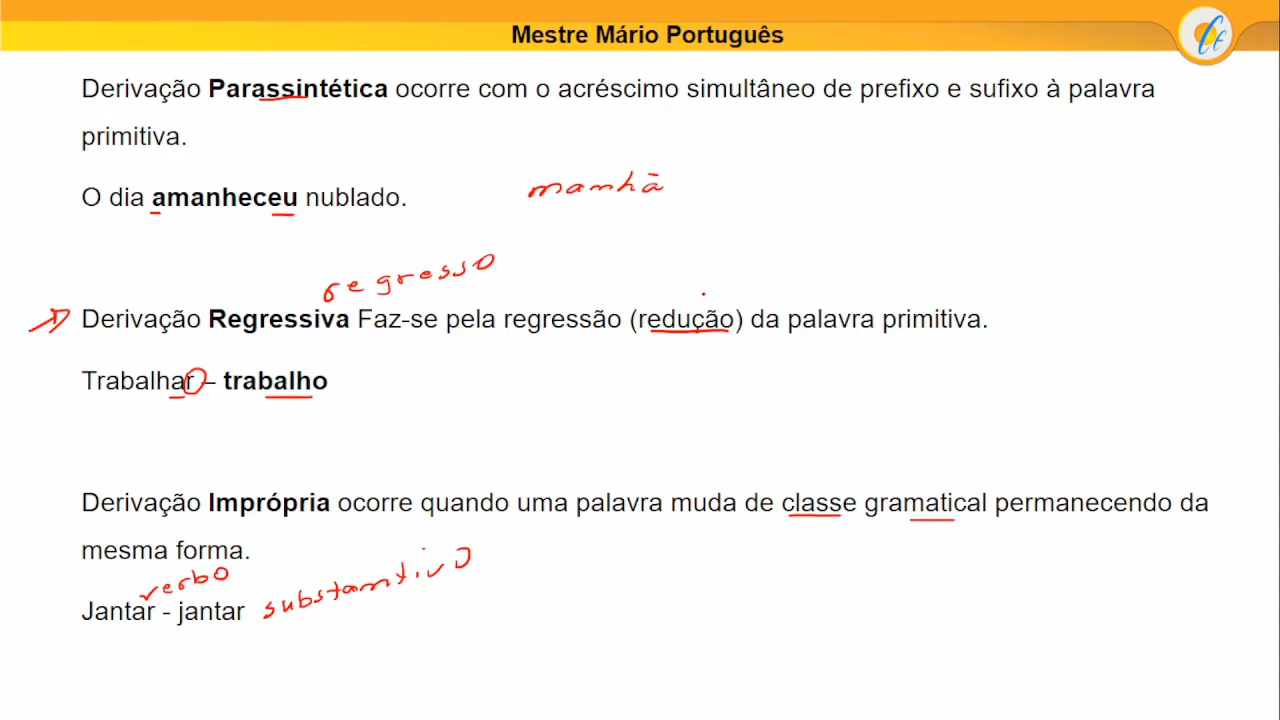 Mestre Mário Português
Derivação Parassintética ocorre com o acréscimo simultâneo de prefixo e sufixo à palavra
primitiva.
manhã
O dia amanheceu nublado.
regresso
Derivação Regressiva Faz-se pela regressão (redução) da palavra primitiva.
Trabalhar – trabalho
Derivação Imprópria ocorre quando uma palavra muda de classe gramatical permanecendo da
mesma forma.
verbo substantivo
Jantar - jantar